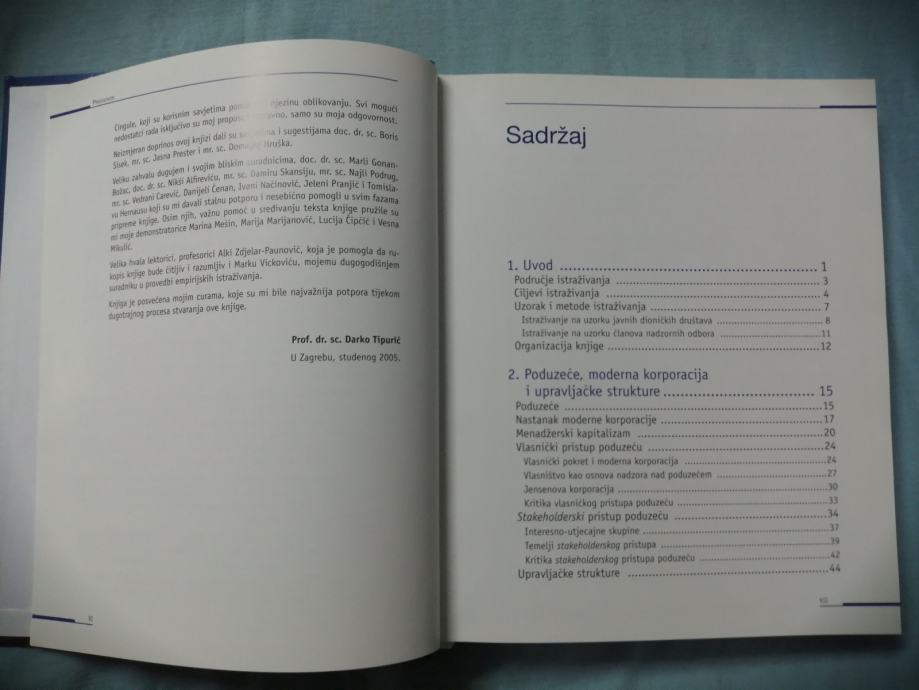 Predgovor
Cingule, koji su korisnim savjetima njezinu oblikovanju. Svi mogući
nedostatci rada isključivo su moj propust naravno, samo su moja odgovornost.
Neizmjeran doprinos ovoj knjizi dali su i sugestijama doc. dr. sc. Boris
Sisek, mr. sc. Jasna Prester i mr. sc. Hruška.
Veliku zahvalu dugujem i svojim bliskim suradnicima, doc. dr. sc. Marli Gonan-
Božac, doc. dr. sc. Nikši Alfireviću, mr. sc. Damiru Skansiju, mr. sc. Najli Podrug,
mr. sc. Vedrani Carević, Danijeli Čenan, Ivani Načinović, Jeleni Pranjić i Tomisla-
vu Hernausu koji su mi davali stalnu potporu i nesebično pomogli u svim fazama
pripreme knjige. Osim njih, važnu pomoć u sređivanju teksta knjige pružile su
mi moje demonstratorice Marina Mešin, Marija Marijanović, Lucija Čipčić i Vesna
Mikulić.
Velika hvala lektorici, profesorici Alki Zdjelar-Paunović, koja je pomogla da ru-
kopis knjige bude čitljiv i razumljiv i Marku Vickoviću, mojemu dugogodišnjem
suradniku u provedbi empirijskih istraživanja.
Knjiga je posvećena mojim curama, koje su mi bile najvažnija potpora tijekom
dugotrajnog procesa stvaranja ove knjige.
Prof. dr. sc. Darko Tipurić
U Zagrebu, studenog 2005.
Sadržaj
1. Uvod 1
Područje istraživanja 3
Ciljevi istraživanja 4
Uzorak i metode istraživanja 7
Istraživanje na uzorku javnih dioničkih društava 8
Istraživanje na uzorku članova nadzornih odbora 11
Organizacija knjige 12
2. Poduzeće, moderna korporacija
i upravljačke strukture 15
Poduzeće 15
Nastanak moderne korporacije 17
Menadžerski kapitalizam 20
Vlasnički pristup poduzeću 24
Vlasnički pokret i moderna korporacija 24
Vlasništvo kao osnova nadzora nad poduzećem 27
Jensenova korporacija 30
Kritika vlasničkog pristupa poduzeću 33
Stakeholderski pristup poduzeću 34
Interesno-utjecajne skupine 37
Temelji stakeholderskog pristupa 39
Kritika stakeholderskog pristupa poduzeću 42
Upravljačke strukture 44